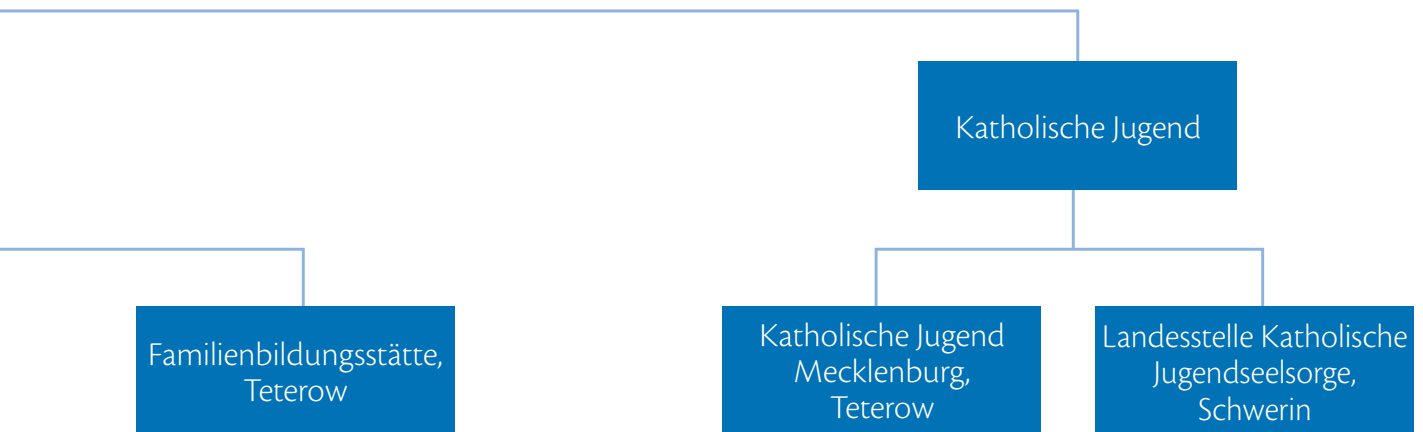 Katholische Jugend
Familienbildungsstätte,
Teterow
Katholische Jugend
Mecklenburg,
Teterow
Landesstelle Katholische
Jugendseelsorge,
Schwerin